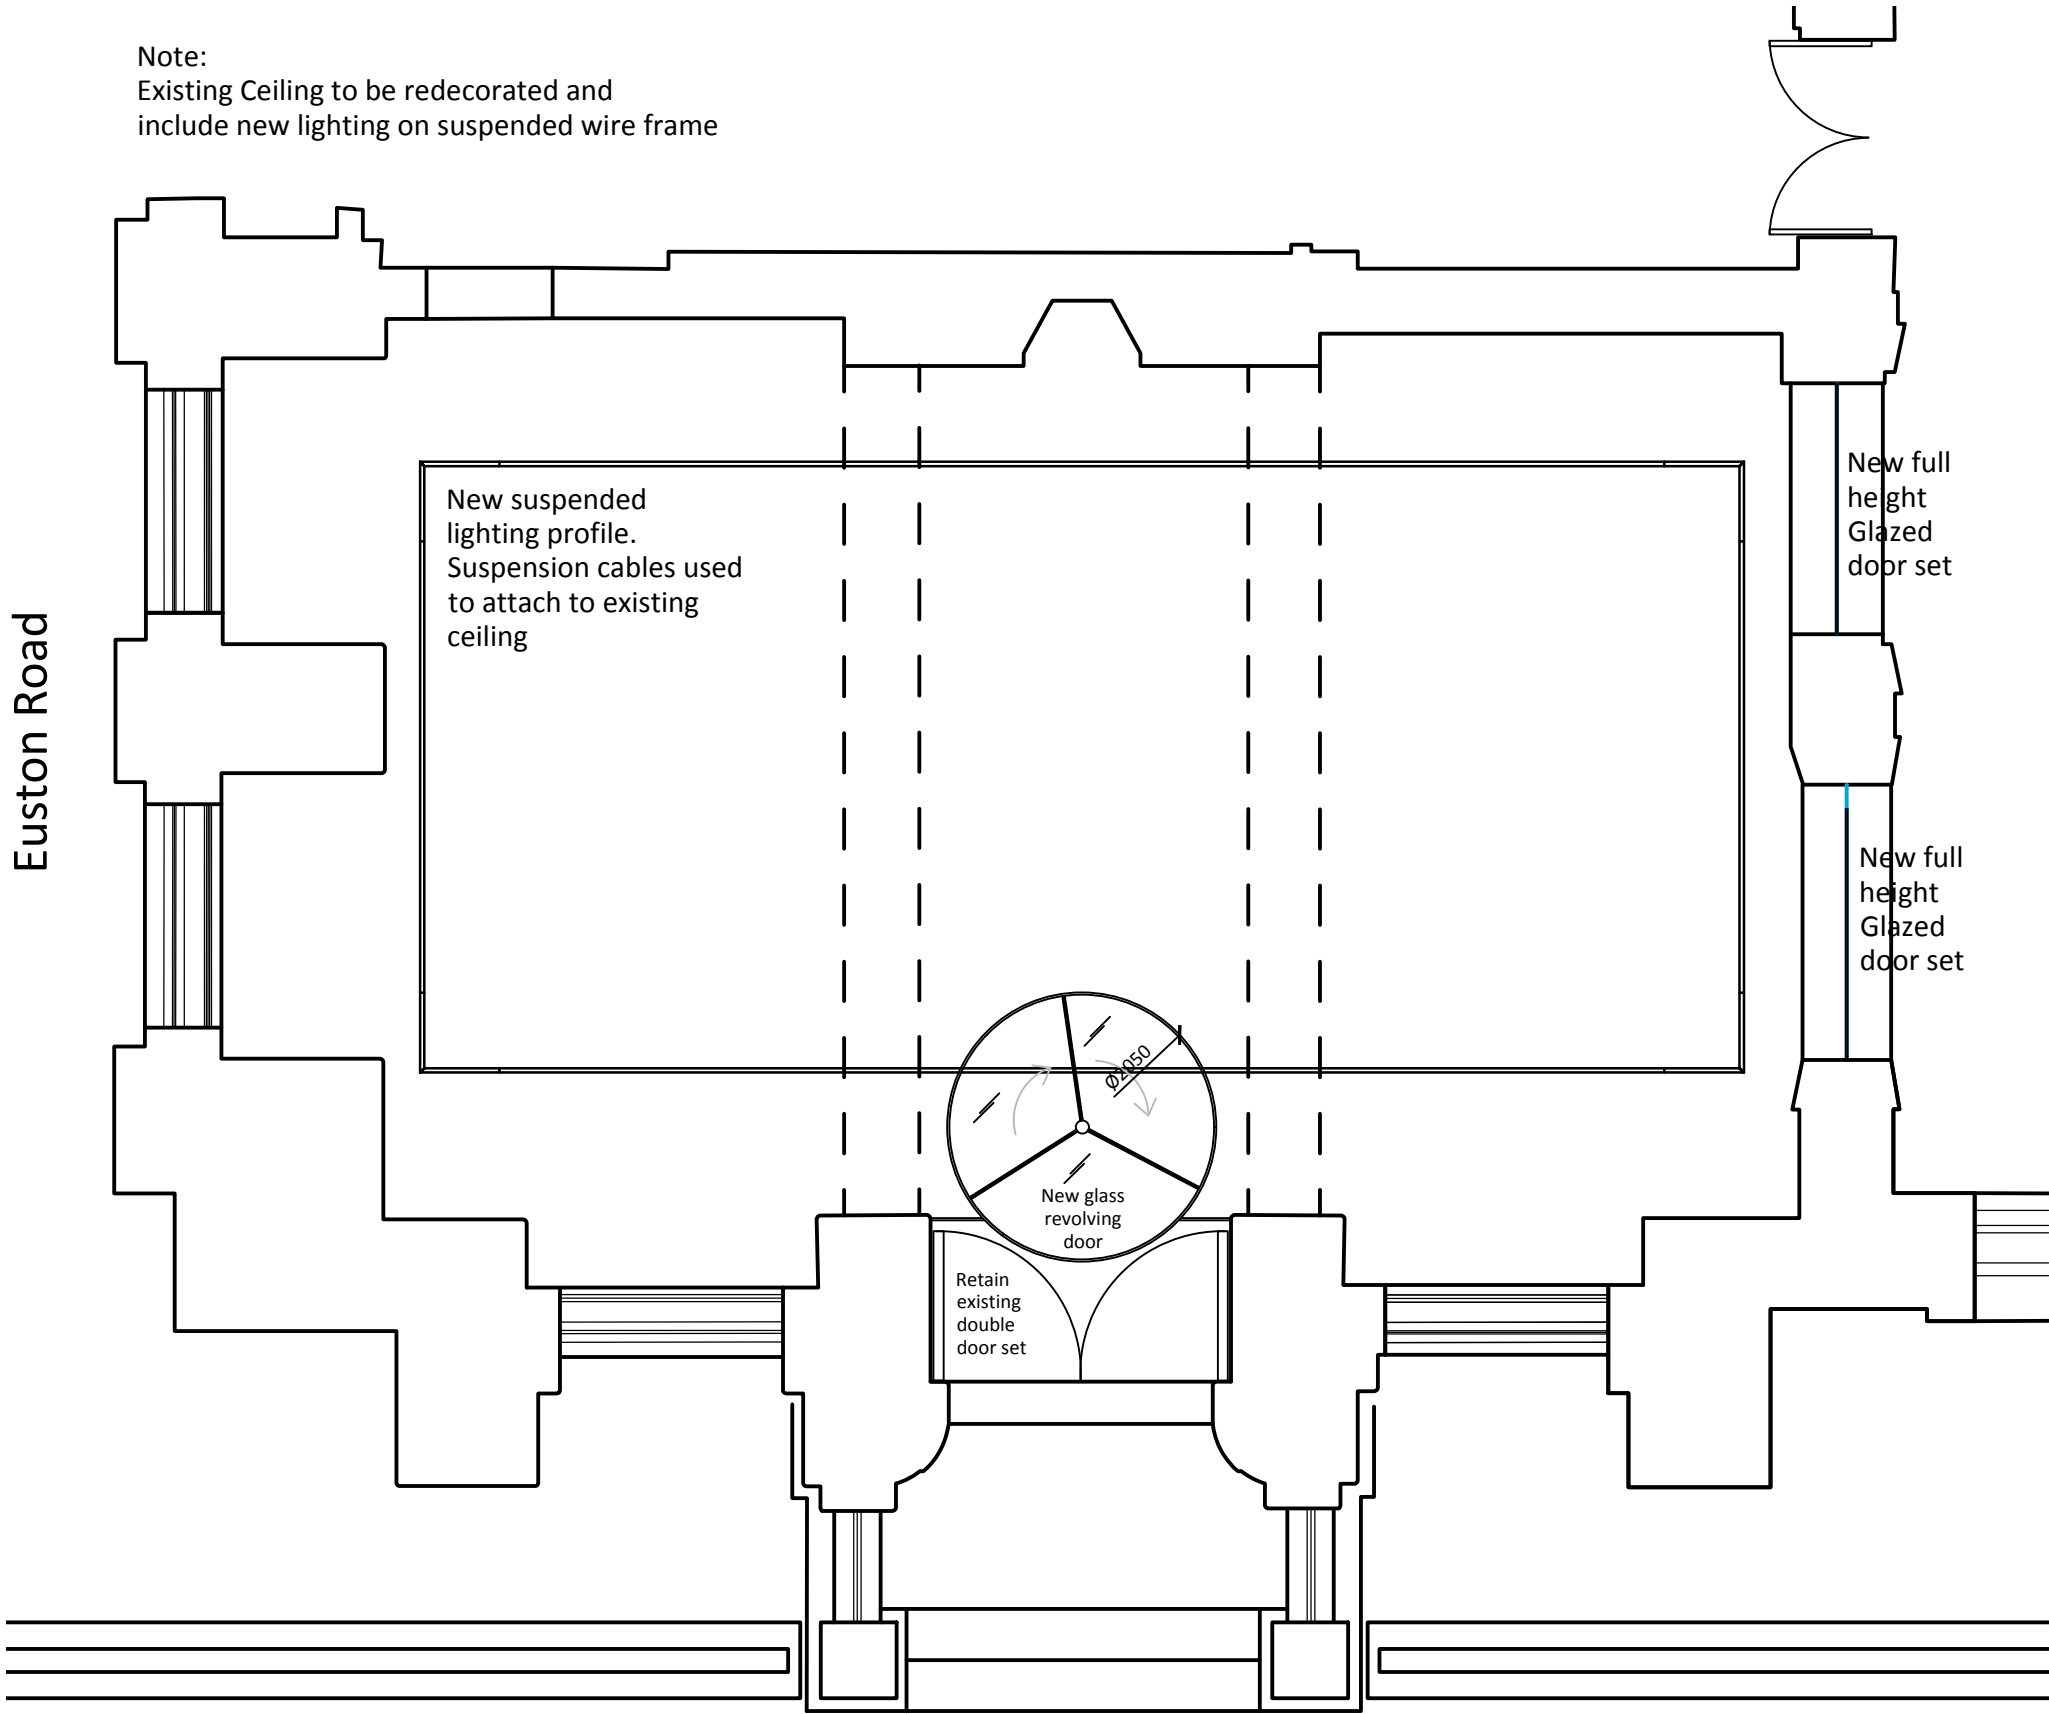 Note:
Existing Ceiling to be redecorated and
include new lighting on suspended wire frame
New suspended
lighting profile.
Suspension cables used
to attach to existing
ceiling
New full
height
Glazed
door set
Euston Road
New full
height
Glazed
door set
Ø2050
New glass
revolving
door
Retain
existing
double
door set